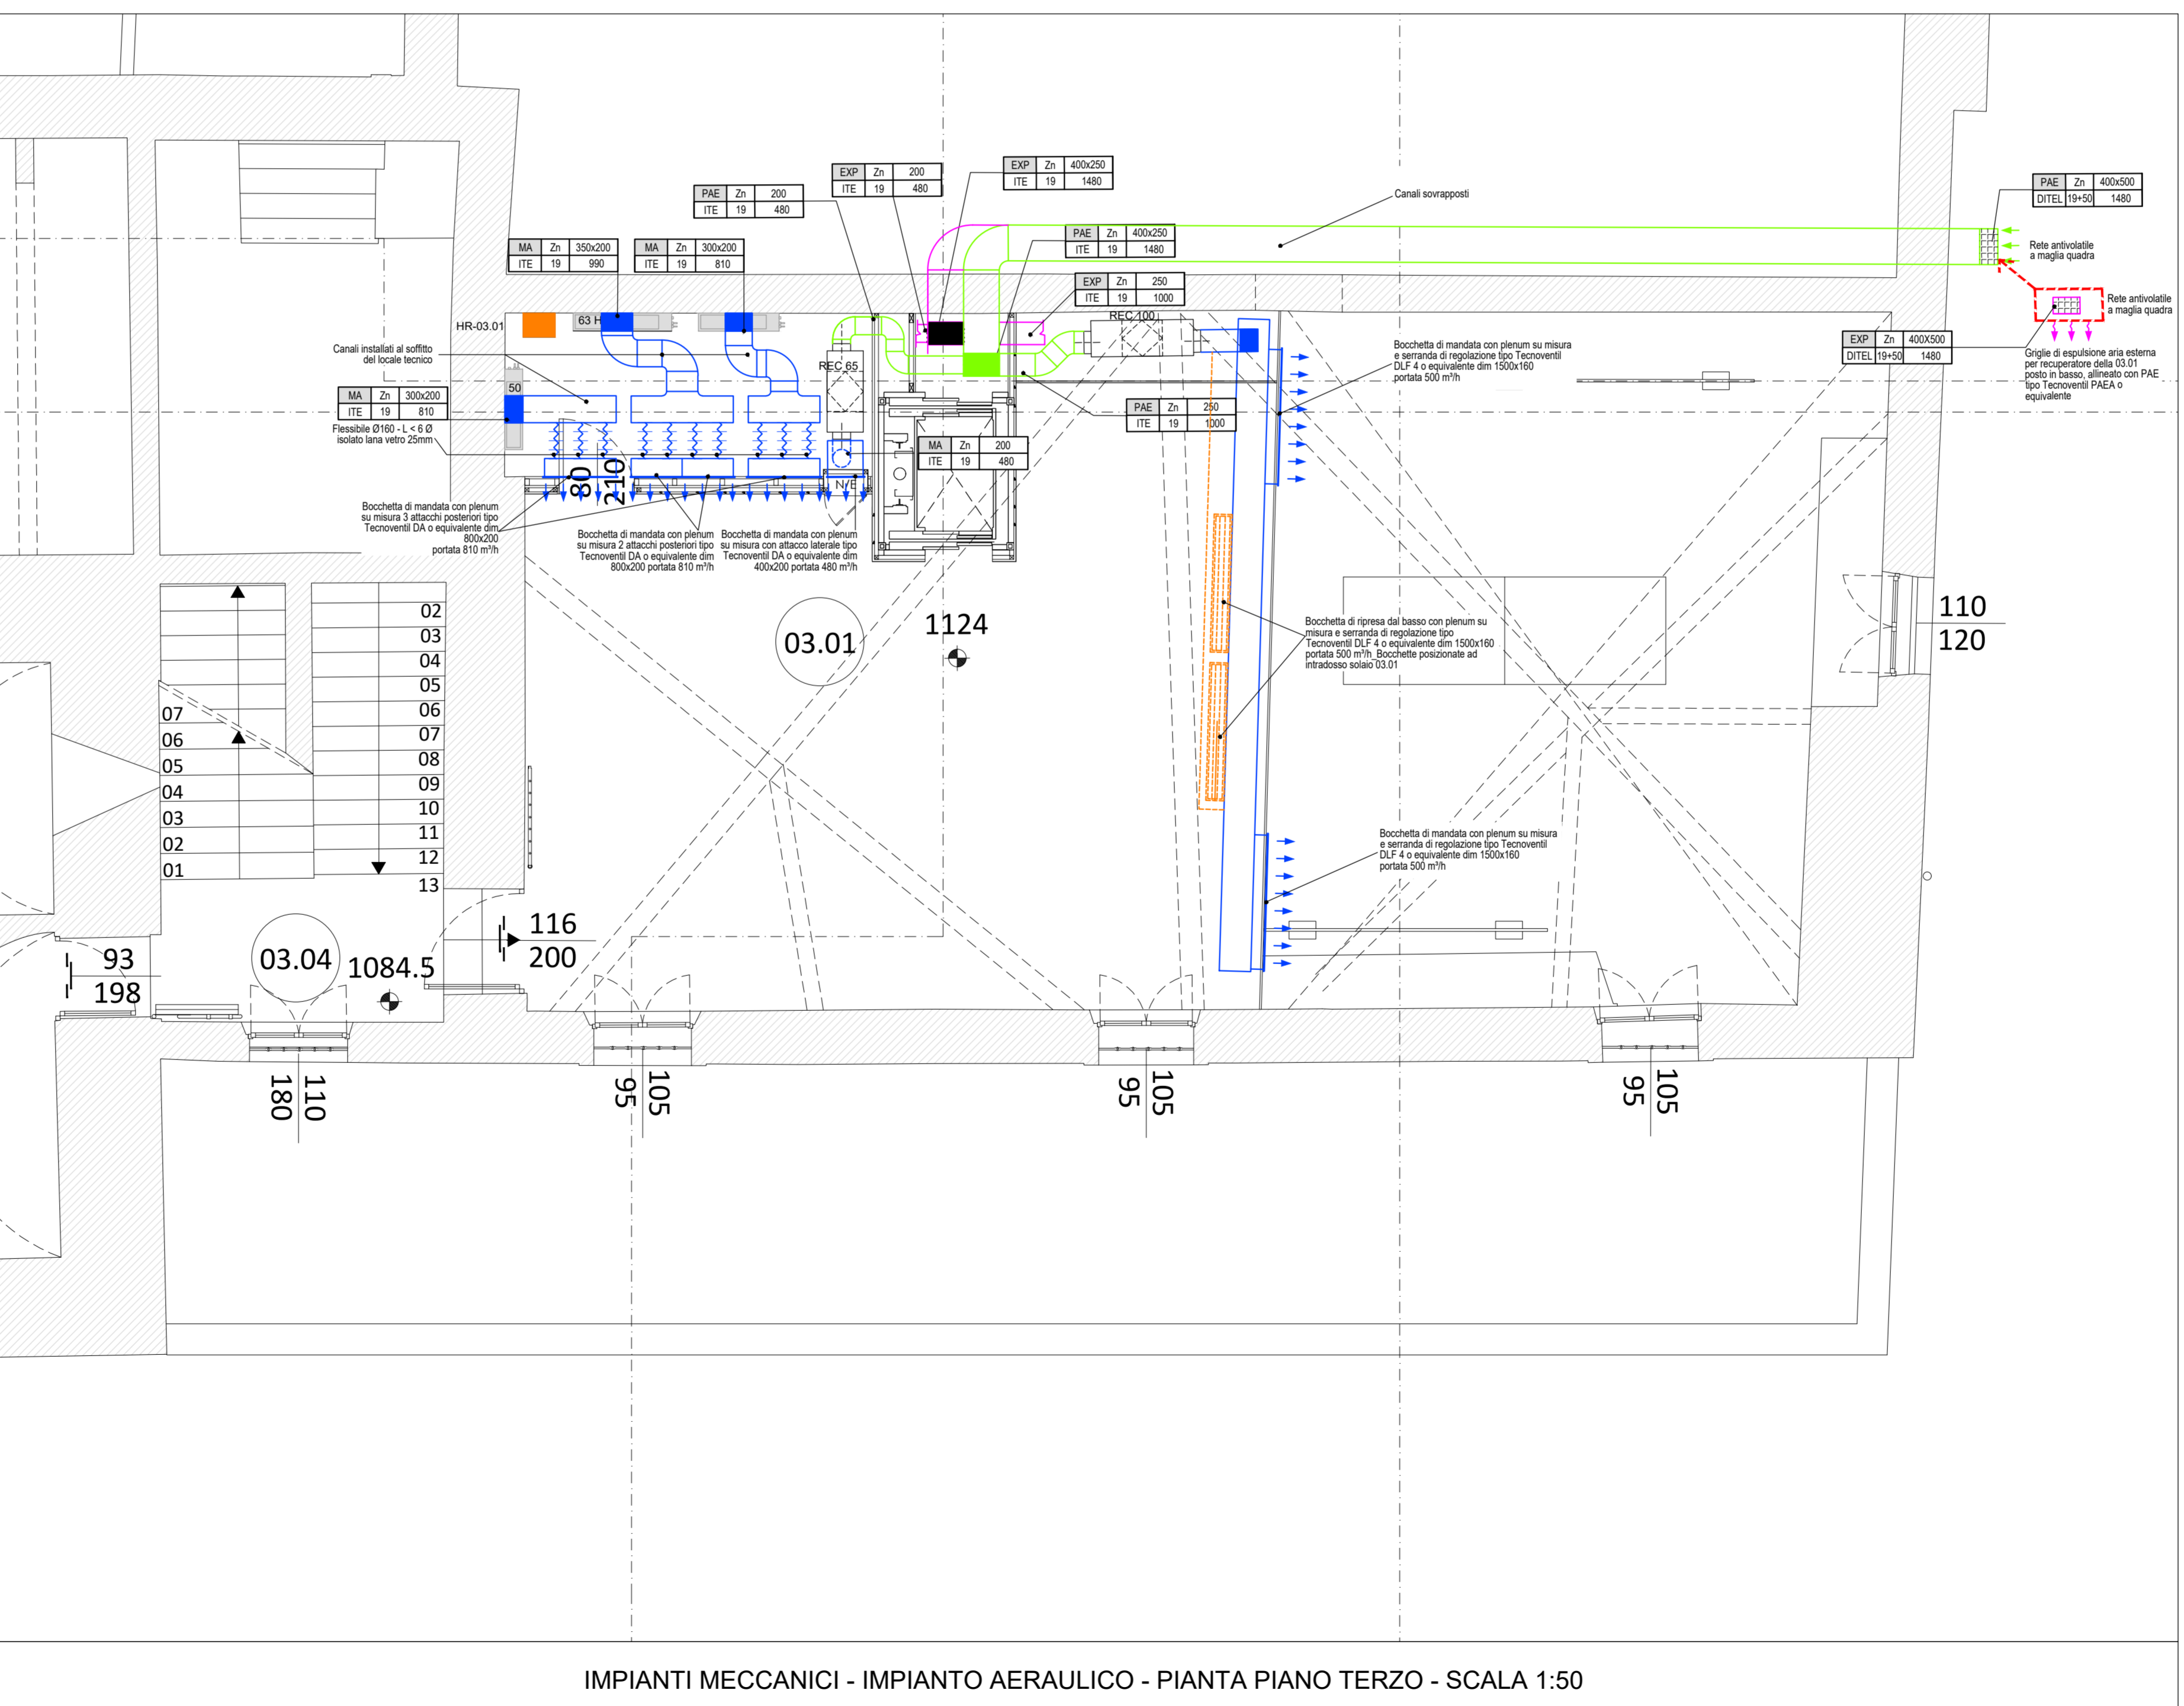 EXP Zn 200
ITE 19 480
EXP Zn 400x250
ITE 19 1480
PAE Zn 200
ITE 19 480
PAE Zn 400x500
DITEL 19+50 1480
Canali sovrapposti
MA Zn 350x200
ITE 19 990
MA Zn 300x200
ITE 19 810
PAE Zn 400x250
ITE 19 1480
Rete antivolatile
a maglia quadra
EXP Zn 250
ITE 19 1000
Rete antivolatile
a maglia quadra
HR-03.01
63 H
REC 100
EXP Zn 400X500
DITEL 19+50 1480
Canali installati al soffitto
del locale tecnico
REC 65
Bocchetta di mandata con plenum su misura
e serranda di regolazione tipo Tecnoventil
DLF 4 o equivalente dim 1500x160
portata 500 m³/h
Griglie di espulsione aria esterna
per recuperatore della 03.01
posto in basso, allineato con PAE
tipo Tecnoventil PAEA o
equivalente
50
MA Zn 300x200
ITE 19 810
PAE Zn 250
ITE 19 1000
Flessibile Ø160 - L < 6 Ø
isolato lana vetro 25mm
MA Zn 200
ITE 19 480
80
210
N/E
Bocchetta di mandata con plenum
su misura 3 attacchi posteriori tipo
Tecnoventil DA o equivalente dim
800x200
portata 810 m³/h
Bocchetta di mandata con plenum
su misura 2 attacchi posteriori tipo
Tecnoventil DA o equivalente dim
800x200 portata 810 m³/h
Bocchetta di mandata con plenum
su misura con attacco laterale tipo
Tecnoventil DA o equivalente dim
400x200 portata 480 m³/h
03.01
1124
Bocchetta di ripresa dal basso con plenum su
misura e serranda di regolazione tipo
Tecnoventil DLF 4 o equivalente dim 1500x160
portata 500 m³/h_Bocchette posizionate ad
intradosso solaio 03.01
110
120
02
03
04
05
06
07
08
09
10
11
12
13
07
06
05
04
03
02
01
Bocchetta di mandata con plenum su misura
e serranda di regolazione tipo Tecnoventil
DLF 4 o equivalente dim 1500x160
portata 500 m³/h
116
200
93
198
03.04
1084.5
110
180
105
95
105
95
105
95
IMPIANTI MECCANICI - IMPIANTO AERAULICO - PIANTA PIANO TERZO - SCALA 1:50